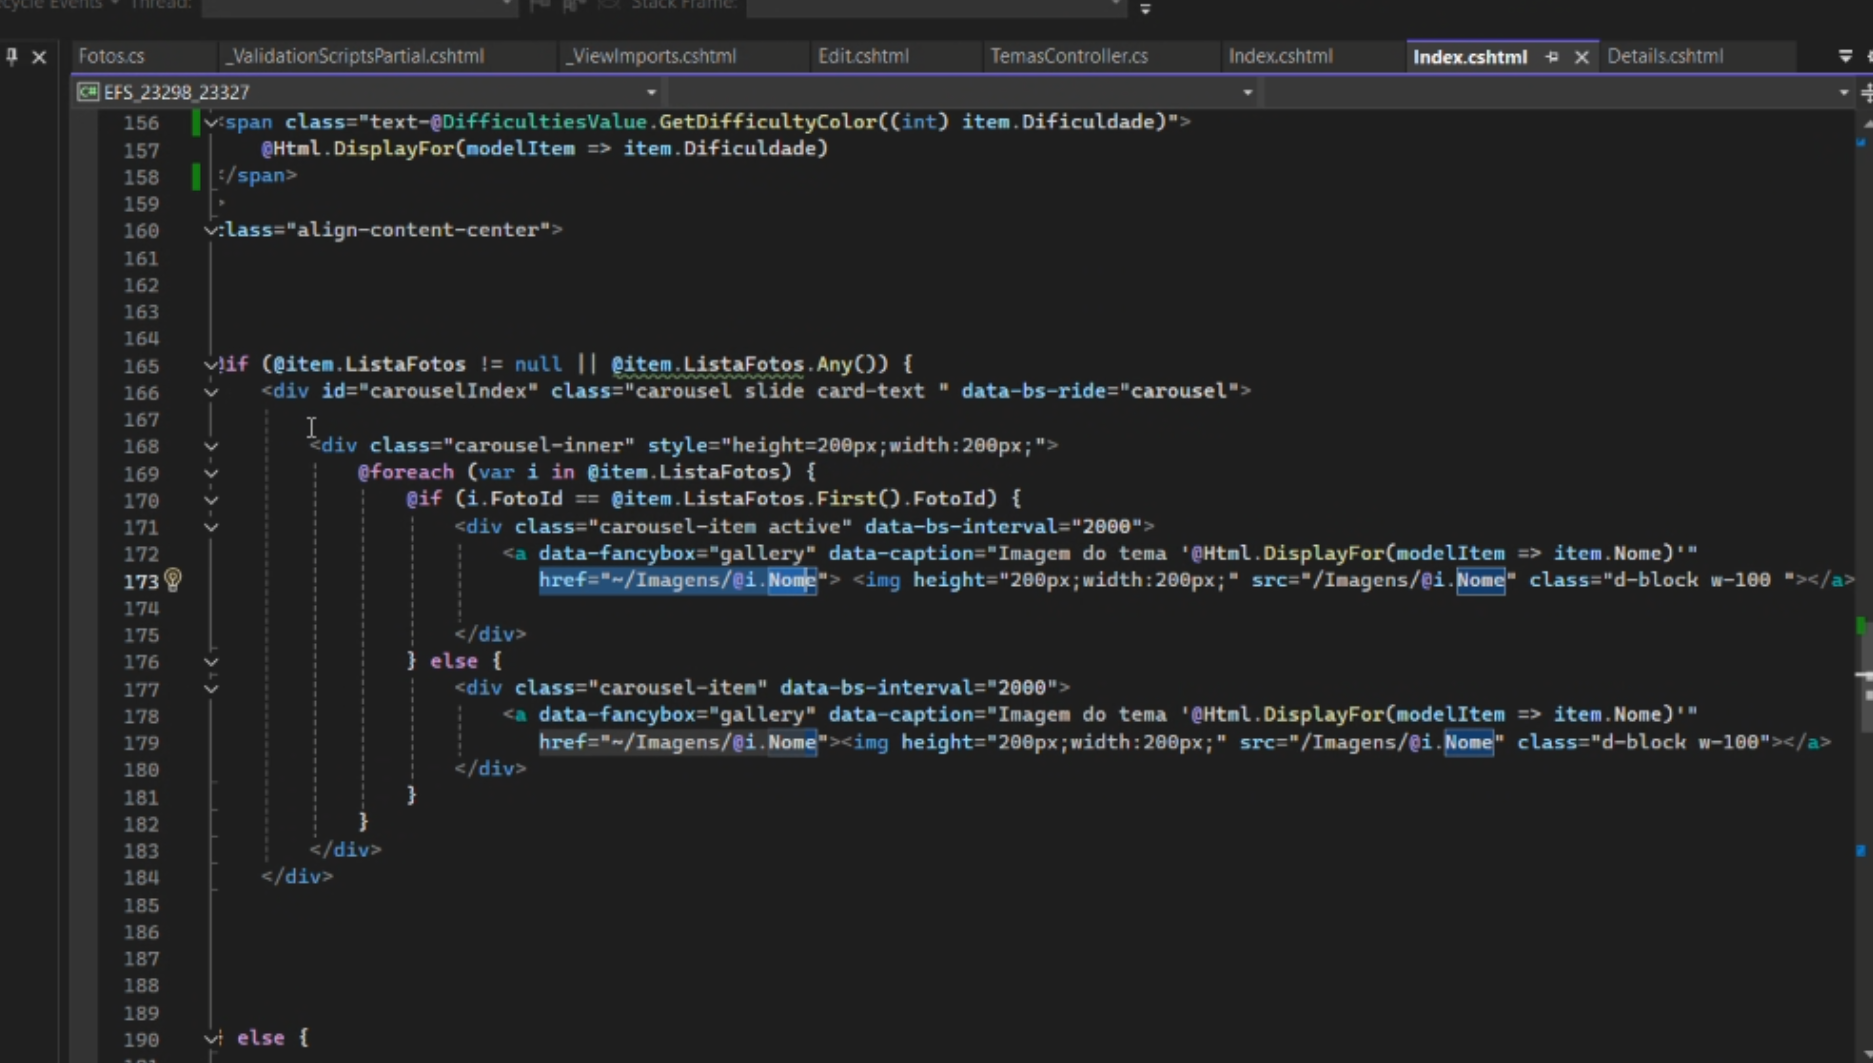 Thread:
Stack Frame:
Fotos.cs _ValidationScriptsPartial.cshtml _ViewImports.cshtml Edit.cshtml TemasController.cs Index.cshtml Index.cshtml Details.cshtml
C# EFS_23298_23327
156 <span class="text-@DifficultiesValue.GetDifficultyColor((int) item.Dificuldade)">
157 @Html.DisplayFor(modelItem => item.Dificuldade)
158 </span>
159 >
160 class="align-content-center">
161
162
163
164
165 @if (@item.ListaFotos != null || @item.ListaFotos.Any()) {
166 <div id="carouselIndex" class="carousel slide card-text " data-bs-ride="carousel">
167
168 <div class="carousel-inner" style="height=200px;width:200px;">
169 @foreach (var i in @item.ListaFotos) {
170 @if (i.FotoId == @item.ListaFotos.First().FotoId) {
171 <div class="carousel-item active" data-bs-interval="2000">
172 <a data-fancybox="gallery" data-caption="Imagem do tema '@Html.DisplayFor(modelItem => item.Nome)'"
173 href="~/Imagens/@i.Nome"> <img height="200px;width:200px;" src="/Imagens/@i.Nome" class="d-block w-100 "></a>
174
175 </div>
176 } else {
177 <div class="carousel-item" data-bs-interval="2000">
178 <a data-fancybox="gallery" data-caption="Imagem do tema '@Html.DisplayFor(modelItem => item.Nome)'"
179 href="~/Imagens/@i.Nome"><img height="200px;width:200px;" src="/Imagens/@i.Nome" class="d-block w-100"></a>
180 </div>
181 }
182 }
183 </div>
184 </div>
185
186
187
188
189
190 } else {